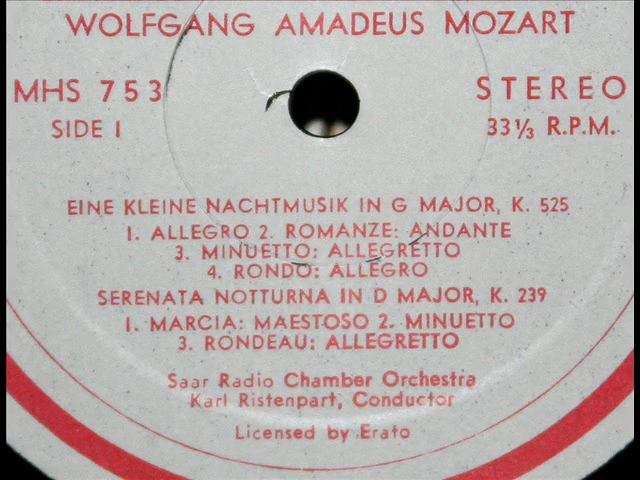 WOLFGANG AMADEUS MOZART
MHS 753
STEREO
SIDE 1
33⅓ R.P.M.
EINE KLEINE NACHTMUSIK IN G MAJOR, K. 525
1. ALLEGRO 2. ROMANZE: ANDANTE
3. MINUETTO: ALLEGRETTO
4. RONDO: ALLEGRO
SERENATA NOTTURNA IN D MAJOR, K. 239
1. MARCIA: MAESTOSO 2. MINUETTO
3. RONDEAU: ALLEGRETTO
Saar Radio Chamber Orchestra
Karl Ristenpart, Conductor
Licensed by Erato